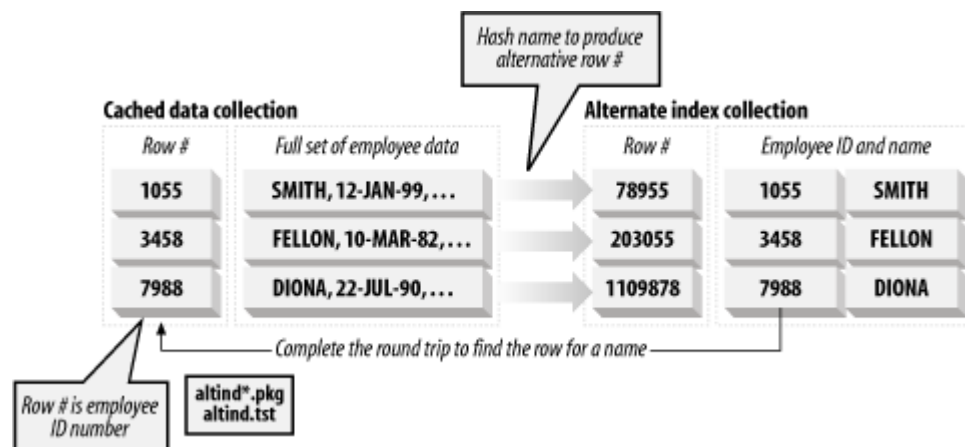 Hash name to produce
alternative row #
Cached data collection
Alternate index collection
Row #
Full set of employee data
Row #
Employee ID and name
1055
SMITH, 12-JAN-99, ...
78955
1055
SMITH
3458
FELLON, 10-MAR-82, ...
203055
3458
FELLON
7988
DIONA, 22-JUL-90, ...
1109878
7988
DIONA
Complete the round trip to find the row for a name
Row # is employee
ID number
altind*.pkg
altind.tst